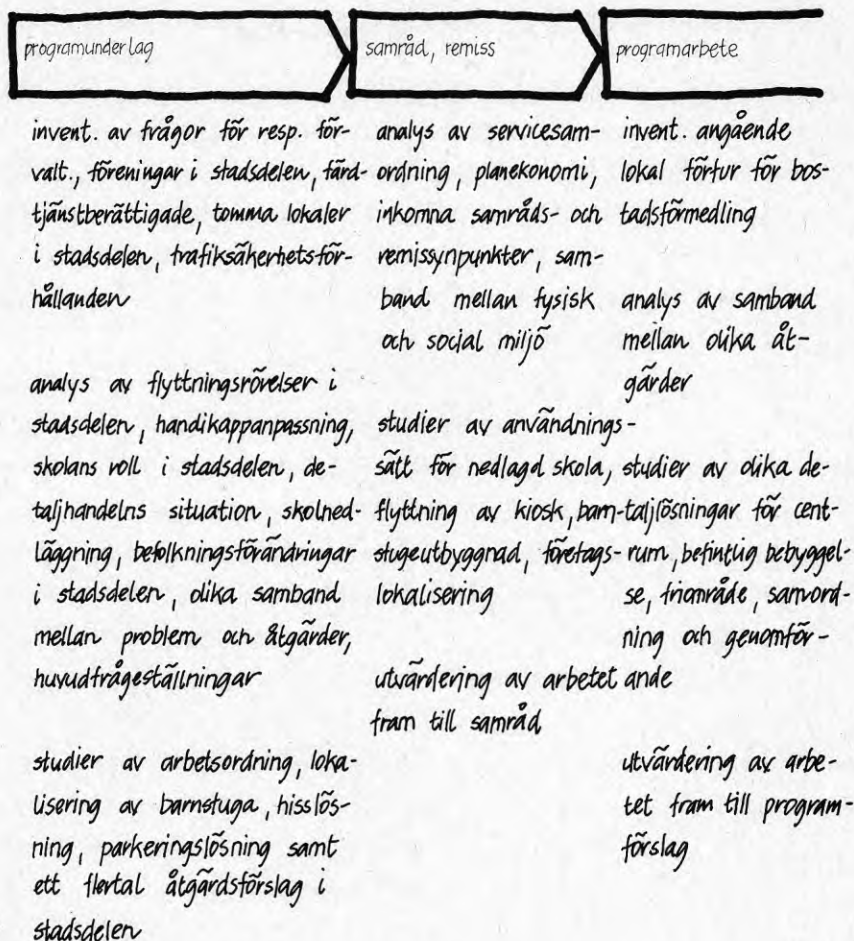 programunderlag
invent. av frågor för resp. för-
valt., föreningar i stadsdelen, färd-
tjänstberättigade, tomma lokaler
i stadsdelen, trafiksäkerhetsför-
hållanden
analys av flyttningsrörelser i
stadsdelen, handikappanpassning,
skolans roll i stadsdelen, de-
taljhandelns situation, skolned-
läggning, befolkningsförändringar
i stadsdelen, olika samband
mellan problem och åtgärder,
huvudfrågeställningar
studier av arbetsordning, loka-
lisering av barnstuga, hisslös-
ning, parkeringslösning samt
ett flertal åtgärdsförslag i
stadsdelen
samråd, remiss
analys av servicesam-
ordning, planekonomi,
inkomna samråds- och
remissynpunkter, sam-
band mellan fysisk
och social miljö
studier av användnings-
sätt för nedlagd skola,
flyttning av kiosk, barn-
stugeutbyggnad, företags-
lokalisering
utvärdering av arbetet
fram till samråd
programarbete
invent. angående
lokal förtur för bos-
tadsförmedling
analys av samband
mellan olika åt-
gärder
studier av olika de-
taljlösningar för cent-
rum, befintlig bebyggel-
se, friområde, samord-
ning och genomför-
ande
utvärdering av arbe-
tet fram till program-
förslag